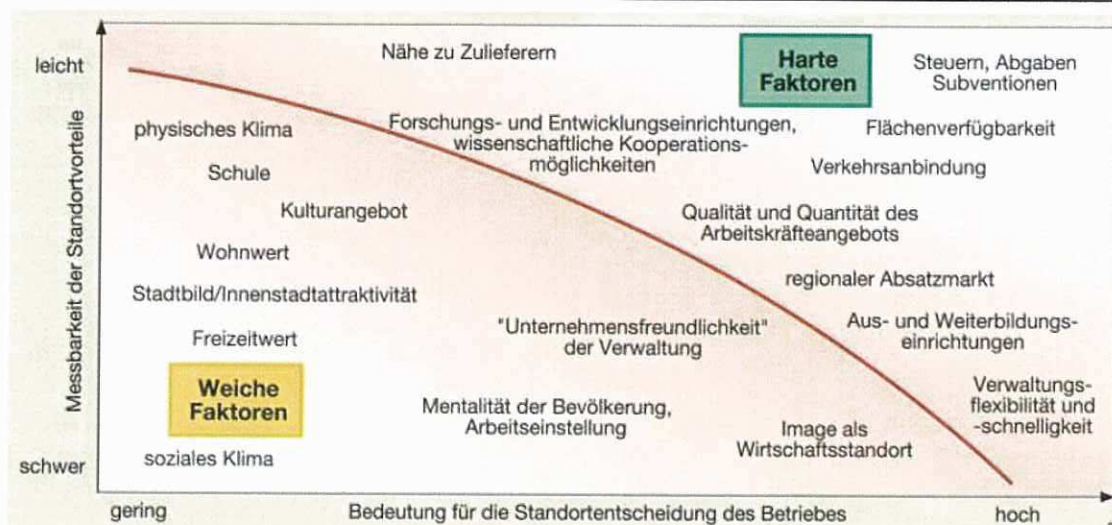 leicht
Messbarkeit der Standortvorteile
schwer
Nähe zu Zulieferern
Harte
Faktoren
Steuern, Abgaben
Subventionen
physisches Klima
Forschungs- und Entwicklungseinrichtungen,
wissenschaftliche Kooperations-
möglichkeiten
Flächenverfügbarkeit
Schule
Verkehrsanbindung
Kulturangebot
Qualität und Quantität des
Arbeitskräfteangebots
Wohnwert
regionaler Absatzmarkt
Stadtbild/Innenstadtattraktivität
"Unternehmensfreundlichkeit"
der Verwaltung
Aus- und Weiterbildungs-
einrichtungen
Freizeitwert
Weiche
Faktoren
Mentalität der Bevölkerung,
Arbeitseinstellung
Image als
Wirtschaftsstandort
Verwaltungs-
flexibilität und
-schnelligkeit
soziales Klima
gering
Bedeutung für die Standortentscheidung des Betriebes
hoch